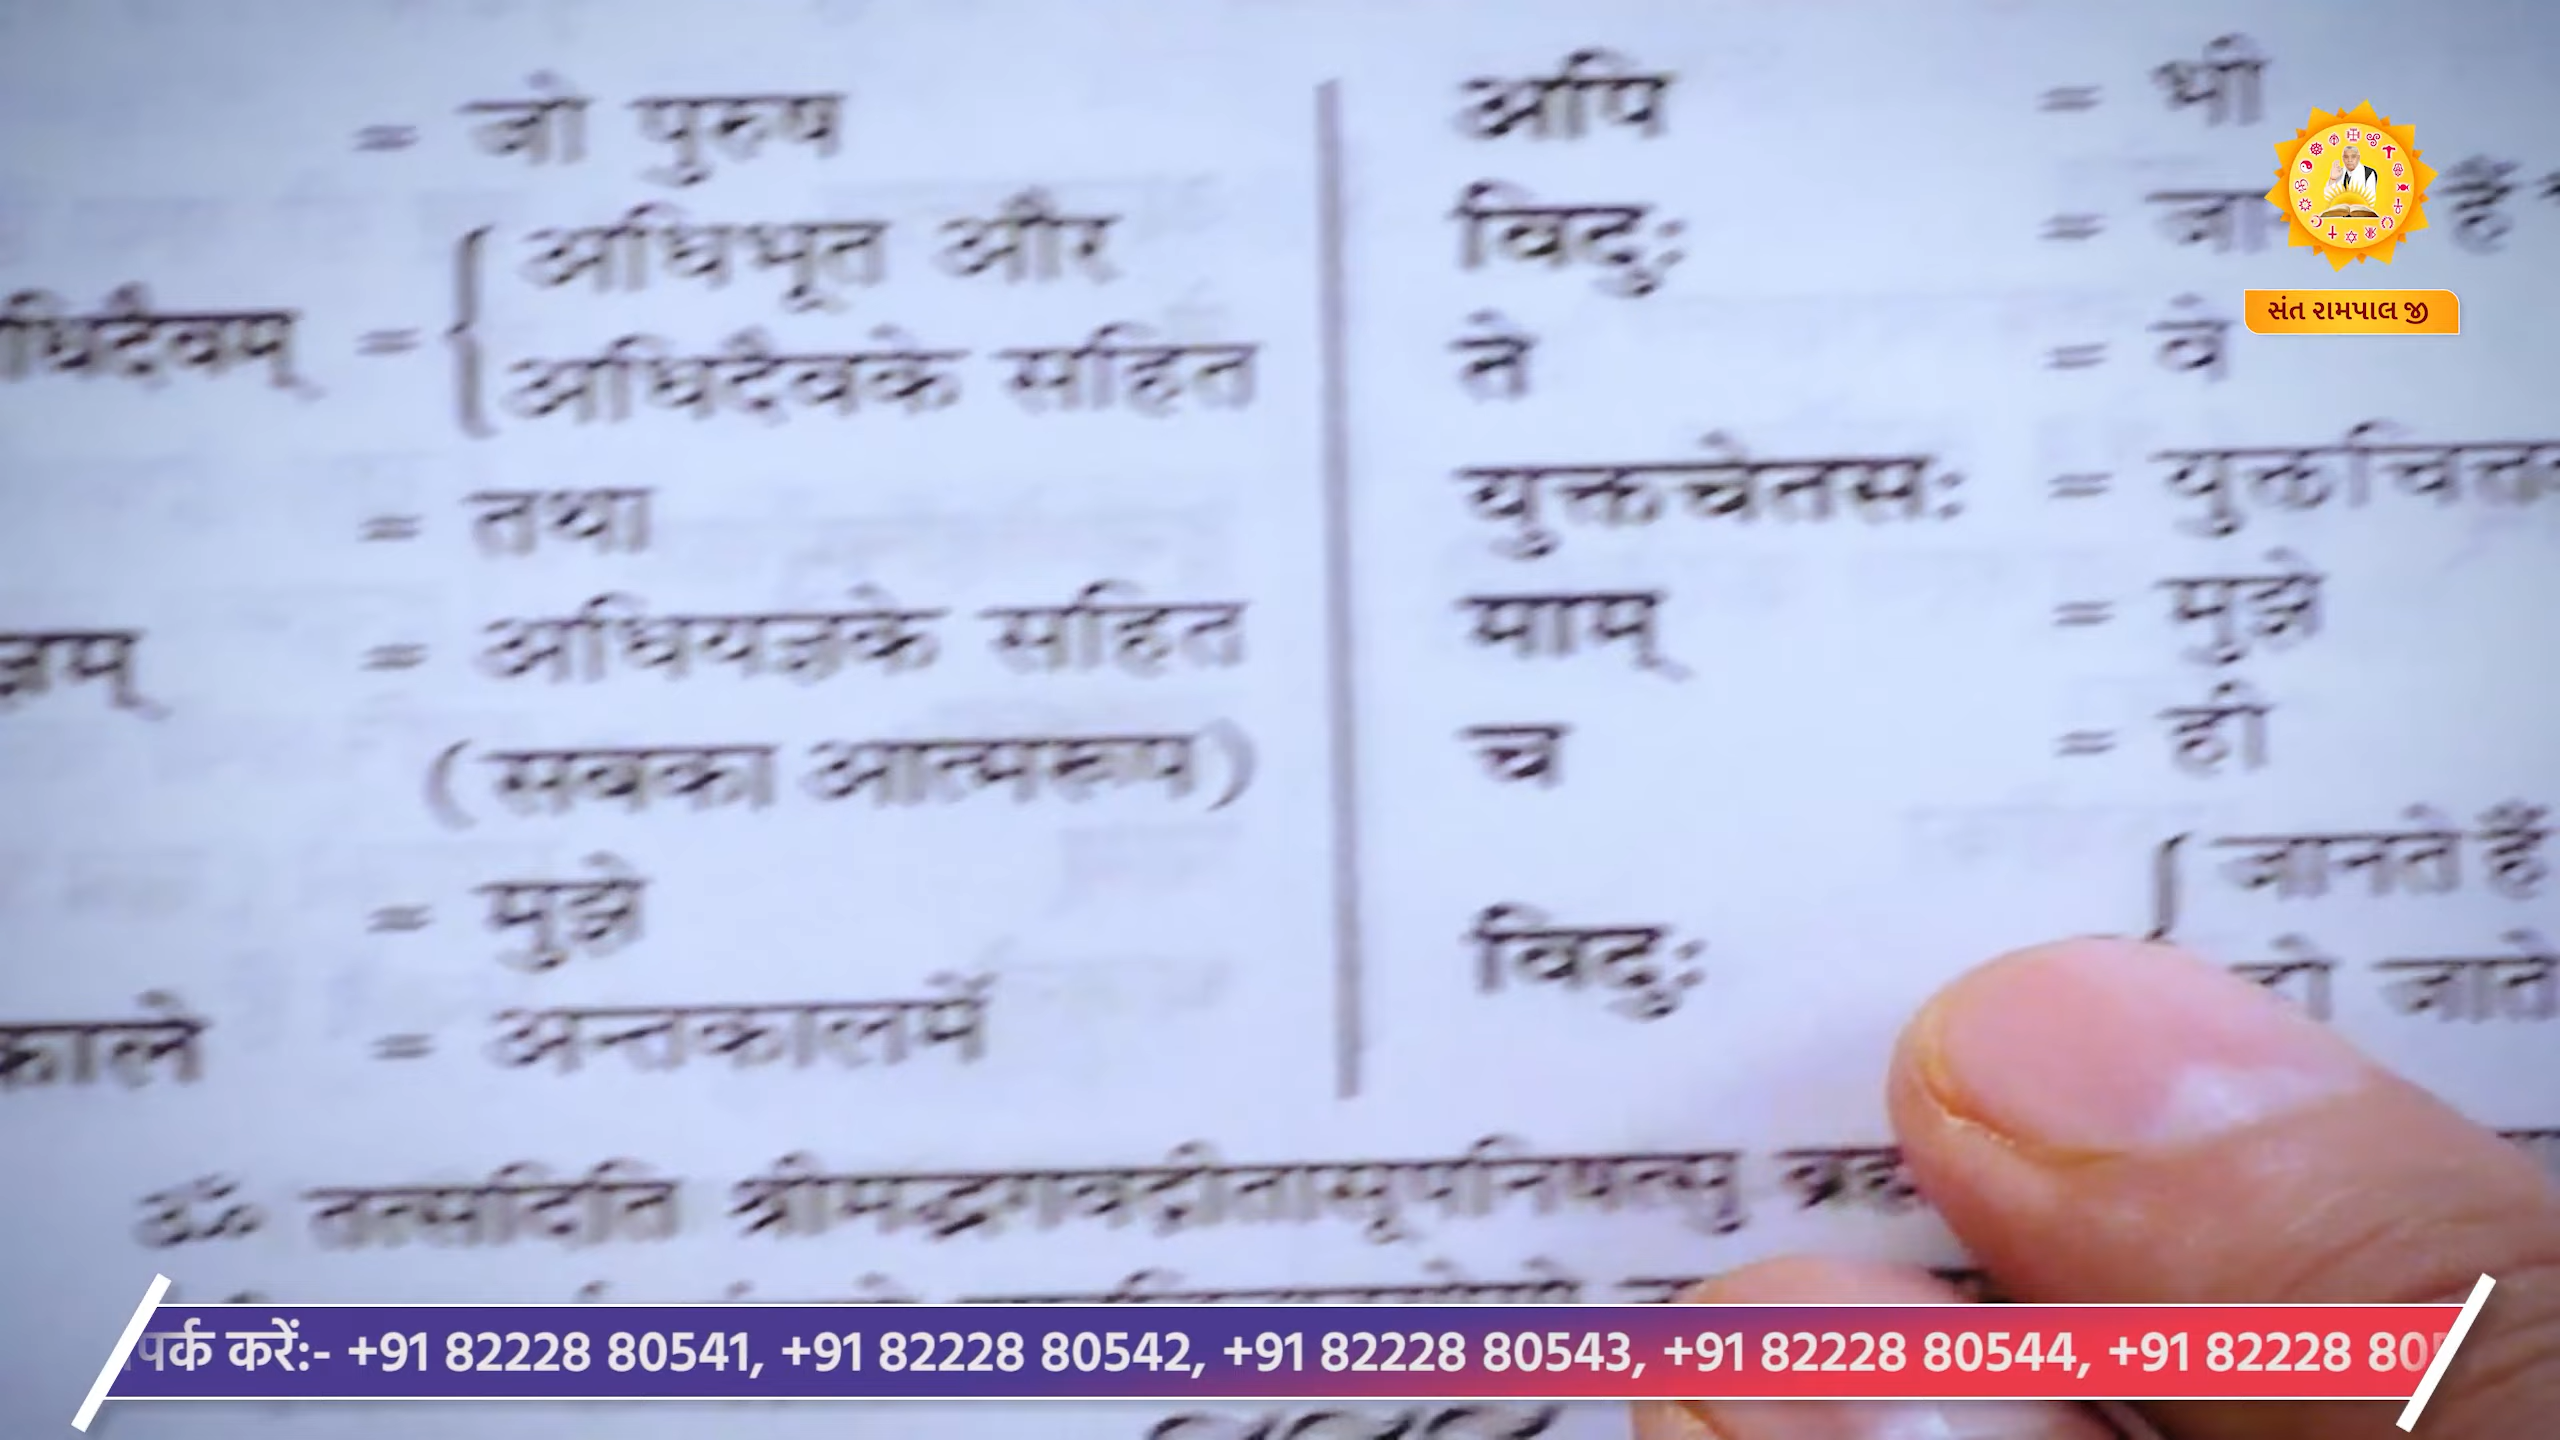 = जो पुरुष
धिदैवम् = { अधिभूत और
अधिदैवके सहित
= तथा
ज्ञम् = अधियज्ञके सहित
(सबका आत्मरूप)
= मुझे
काले = अन्तकालमें
अपि = भी
विदुः = जा हैं
ते = वे
युक्तचेतसः = युक्तचित्त
माम् = मुझे
च = ही
विदुः { जानते हैं
जाते
ॐ तत्सदिति श्रीमद्भगवद्गीतासूपनिषत्सु ब्रह्म
સંત રામપાલ જી
पर्क करें:- +91 82228 80541, +91 82228 80542, +91 82228 80543, +91 82228 80544, +91 82228 80